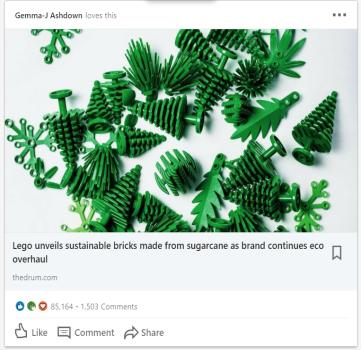 Gemma-J Ashdown loves this
Lego unveils sustainable bricks made from sugarcane as brand continues eco
overhaul
thedrum.com
85,164 • 1,503 Comments
Like Comment Share